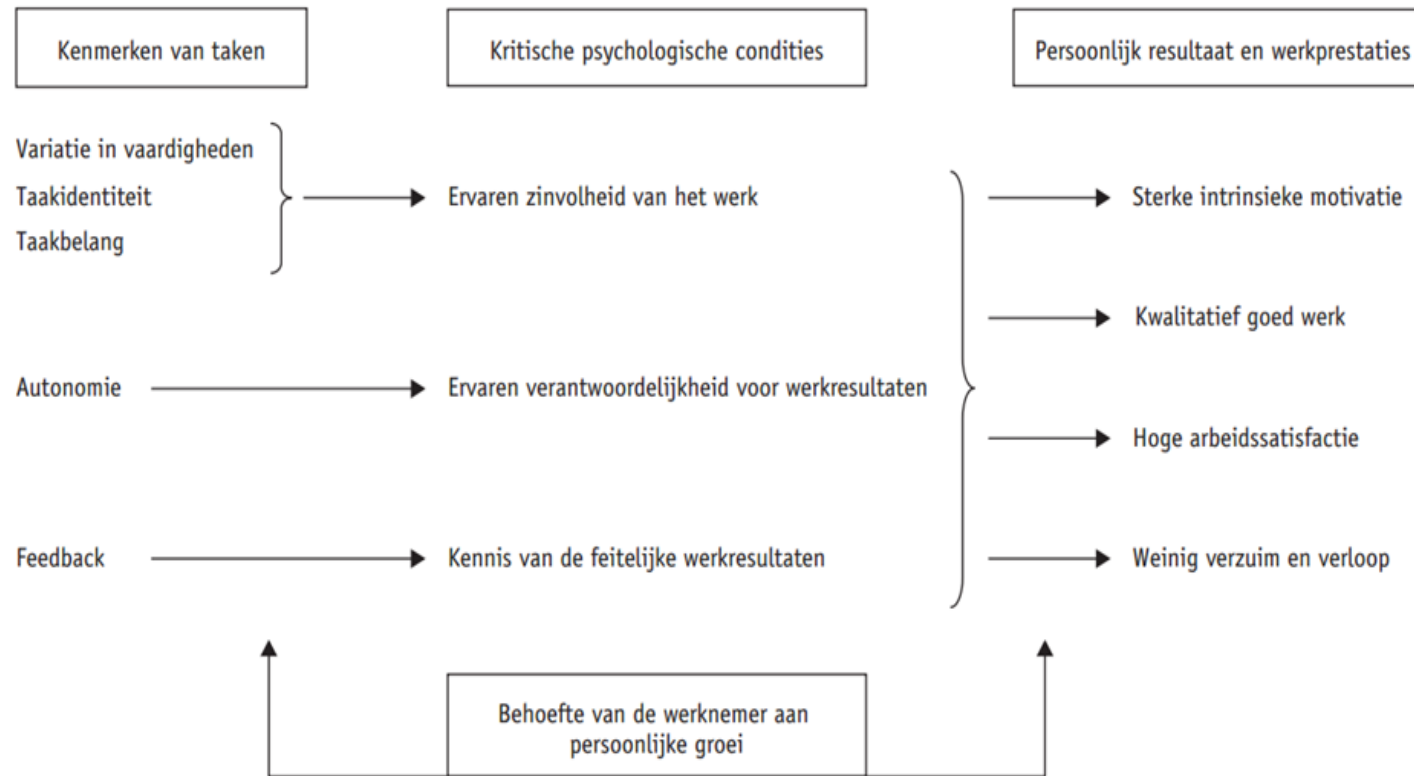 Kenmerken van taken
Kritische psychologische condities
Persoonlijk resultaat en werkprestaties
Variatie in vaardigheden
Taakidentiteit
Taakbelang
Ervaren zinvolheid van het werk
Sterke intrinsieke motivatie
Kwalitatief goed werk
Autonomie
Ervaren verantwoordelijkheid voor werkresultaten
Hoge arbeidssatisfactie
Feedback
Kennis van de feitelijke werkresultaten
Weinig verzuim en verloop
Behoefte van de werknemer aan
persoonlijke groei